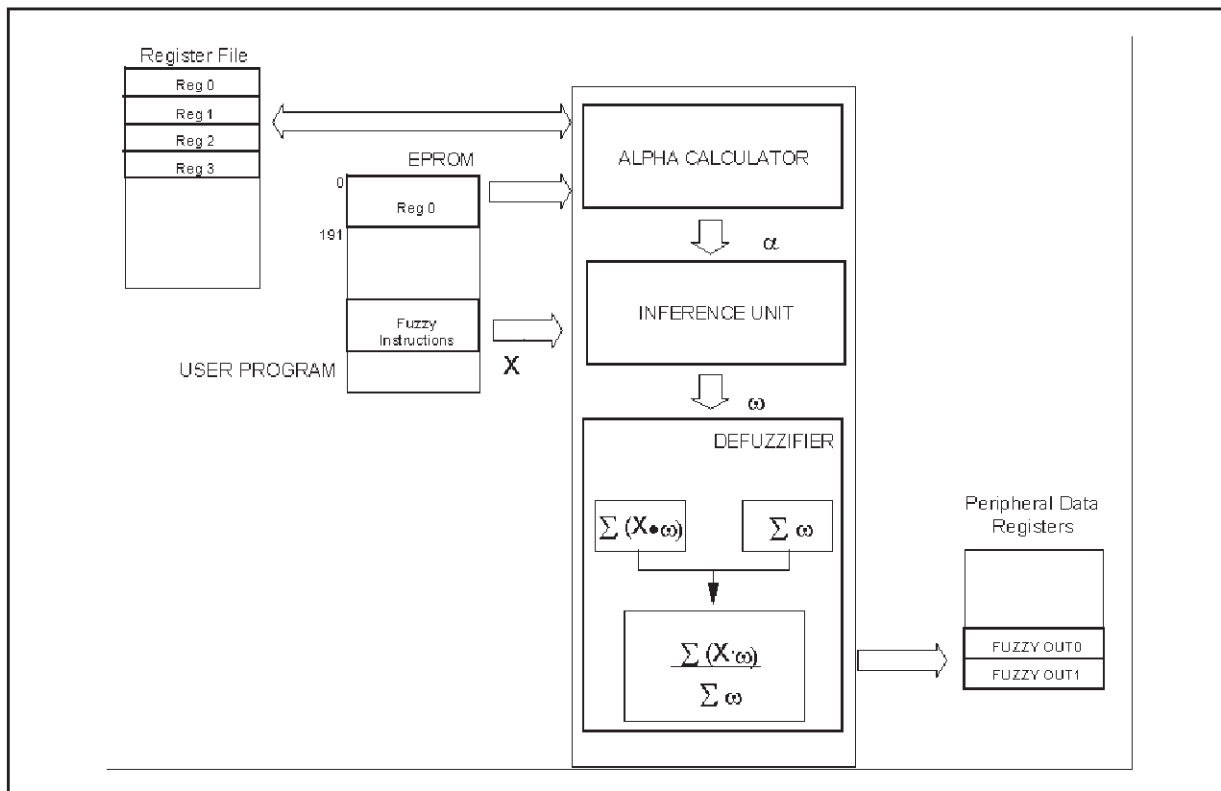 Register File
Reg 0
Reg 1
Reg 2
Reg 3
EPROM
0
Reg 0
191
Fuzzy
Instructions
USER PROGRAM
X
ALPHA CALCULATOR
α
INFERENCE UNIT
ω
DEFUZZIFIER
∑ (X•ω)
∑ ω
∑ (X·ω)
∑ ω
Peripheral Data
Registers
FUZZY OUT0
FUZZY OUT1